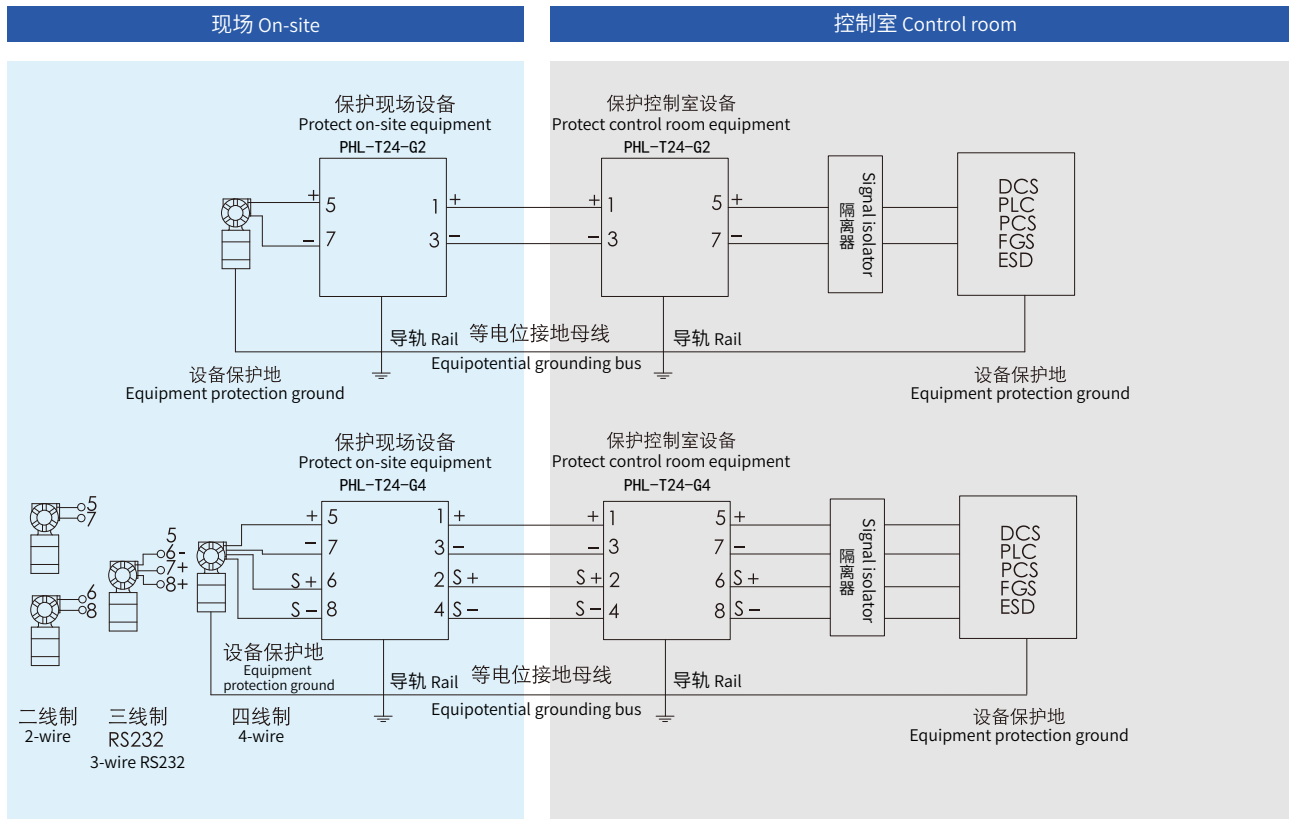 现场 On-site
控制室 Control room
保护现场设备
Protect on-site equipment
PHL-T24-G2
保护控制室设备
Protect control room equipment
PHL-T24-G2
+ 5
− 7
1 +
3 −
+ 1
− 3
5 +
7 −
Signal isolator
隔离器
DCS
PLC
PCS
FGS
ESD
导轨 Rail
等电位接地母线
Equipotential grounding bus
导轨 Rail
设备保护地
Equipment protection ground
设备保护地
Equipment protection ground
保护现场设备
Protect on-site equipment
PHL-T24-G4
保护控制室设备
Protect control room equipment
PHL-T24-G4
5
7
6
8
5
6 -
7+
8+
+ 5
− 7
S+ 6
S− 8
1 +
3 −
2 S+
4 S−
+ 1
− 3
S+ 2
S− 4
5 +
7 −
6 S+
8 S−
Signal isolator
隔离器
DCS
PLC
PCS
FGS
ESD
设备保护地
Equipment
protection ground
导轨 Rail
等电位接地母线
Equipotential grounding bus
导轨 Rail
设备保护地
Equipment protection ground
二线制
2-wire
三线制
RS232
3-wire RS232
四线制
4-wire